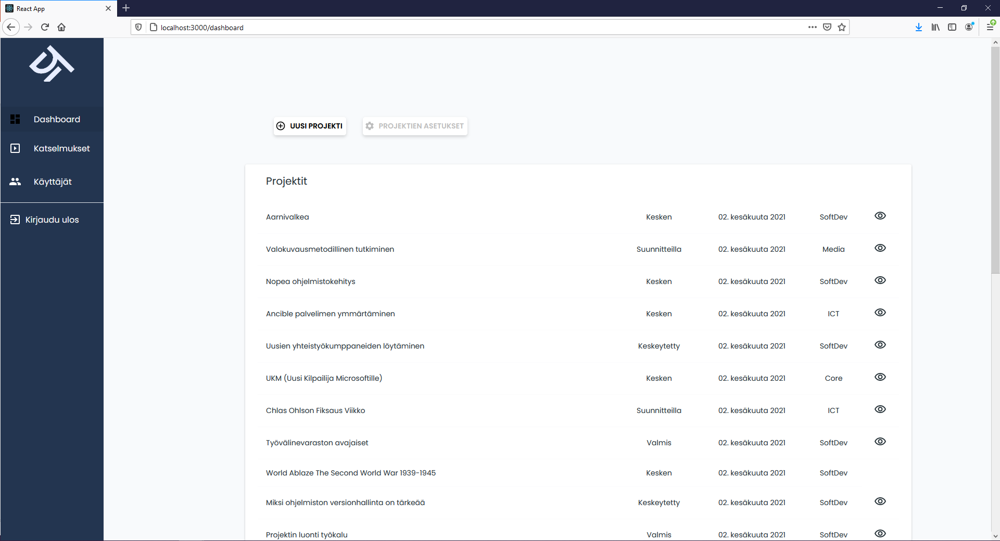 React App
localhost:3000/dashboard
Dashboard
Katselmukset
Käyttäjät
Kirjaudu ulos
UUSI PROJEKTI PROJEKTIEN ASETUKSET
Projektit
Aarnivalkea Kesken 02. kesäkuuta 2021 SoftDev
Valokuvausmetodillinen tutkiminen Suunnitteilla 02. kesäkuuta 2021 Media
Nopea ohjelmistokehitys Kesken 02. kesäkuuta 2021 SoftDev
Ancible palvelimen ymmärtäminen Kesken 02. kesäkuuta 2021 ICT
Uusien yhteistyökumppaneiden löytäminen Keskeytetty 02. kesäkuuta 2021 SoftDev
UKM (Uusi Kilpailija Microsoftille) Kesken 02. kesäkuuta 2021 Core
Chlas Ohlson Fiksaus Viikko Suunnitteilla 02. kesäkuuta 2021 ICT
Työvälinevaraston avajaiset Valmis 02. kesäkuuta 2021 SoftDev
World Ablaze The Second World War 1939-1945 Kesken 02. kesäkuuta 2021 SoftDev
Miksi ohjelmiston versionhallinta on tärkeää Keskeytetty 02. kesäkuuta 2021 SoftDev
Projektin luonti työkalu Valmis 02. kesäkuuta 2021 SoftDev